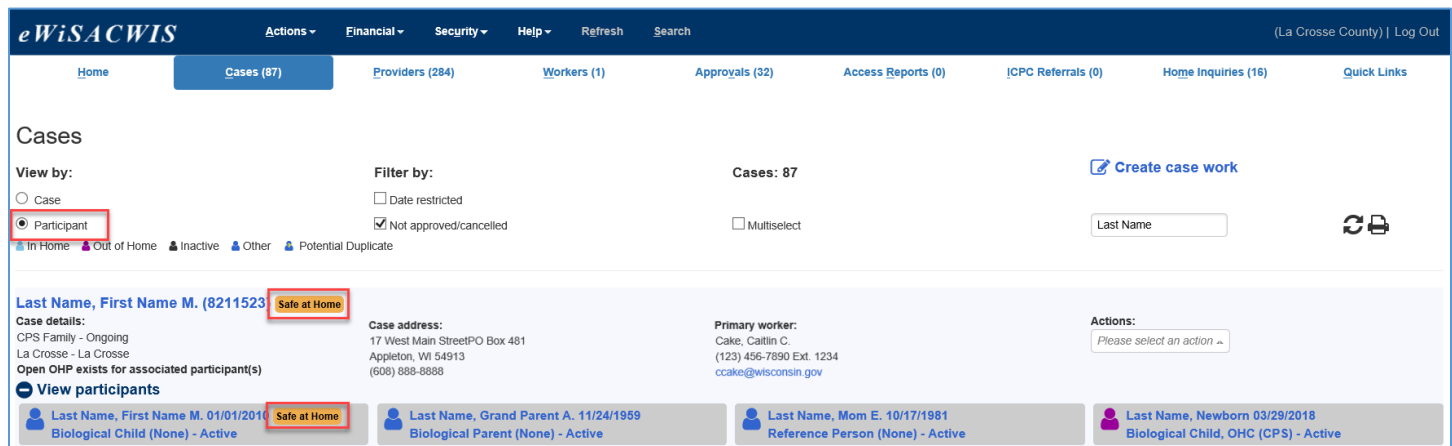 eWiSACWIS Actions Financial Security Help Refresh Search (La Crosse County) | Log Out
Home Cases (87) Providers (284) Workers (1) Approvals (32) Access Reports (0) ICPC Referrals (0) Home Inquiries (16) Quick Links
Cases
View by: Filter by: Cases: 87 Create case work
Case Date restricted
Participant Not approved/cancelled Multiselect Last Name
In Home Out of Home Inactive Other Potential Duplicate
Last Name, First Name M. (8211523) Safe at Home
Case details: Case address: Primary worker: Actions:
CPS Family - Ongoing 17 West Main StreetPO Box 481 Cake, Caitlin C. Please select an action
La Crosse - La Crosse Appleton, WI 54913 (123) 456-7890 Ext. 1234
Open OHP exists for associated participant(s) (608) 888-8888 ccake@wisconsin.gov
View participants
Last Name, First Name M. 01/01/2010 Safe at Home Last Name, Grand Parent A. 11/24/1959 Last Name, Mom E. 10/17/1981 Last Name, Newborn 03/29/2018
Biological Child (None) - Active Biological Parent (None) - Active Reference Person (None) - Active Biological Child, OHC (CPS) - Active